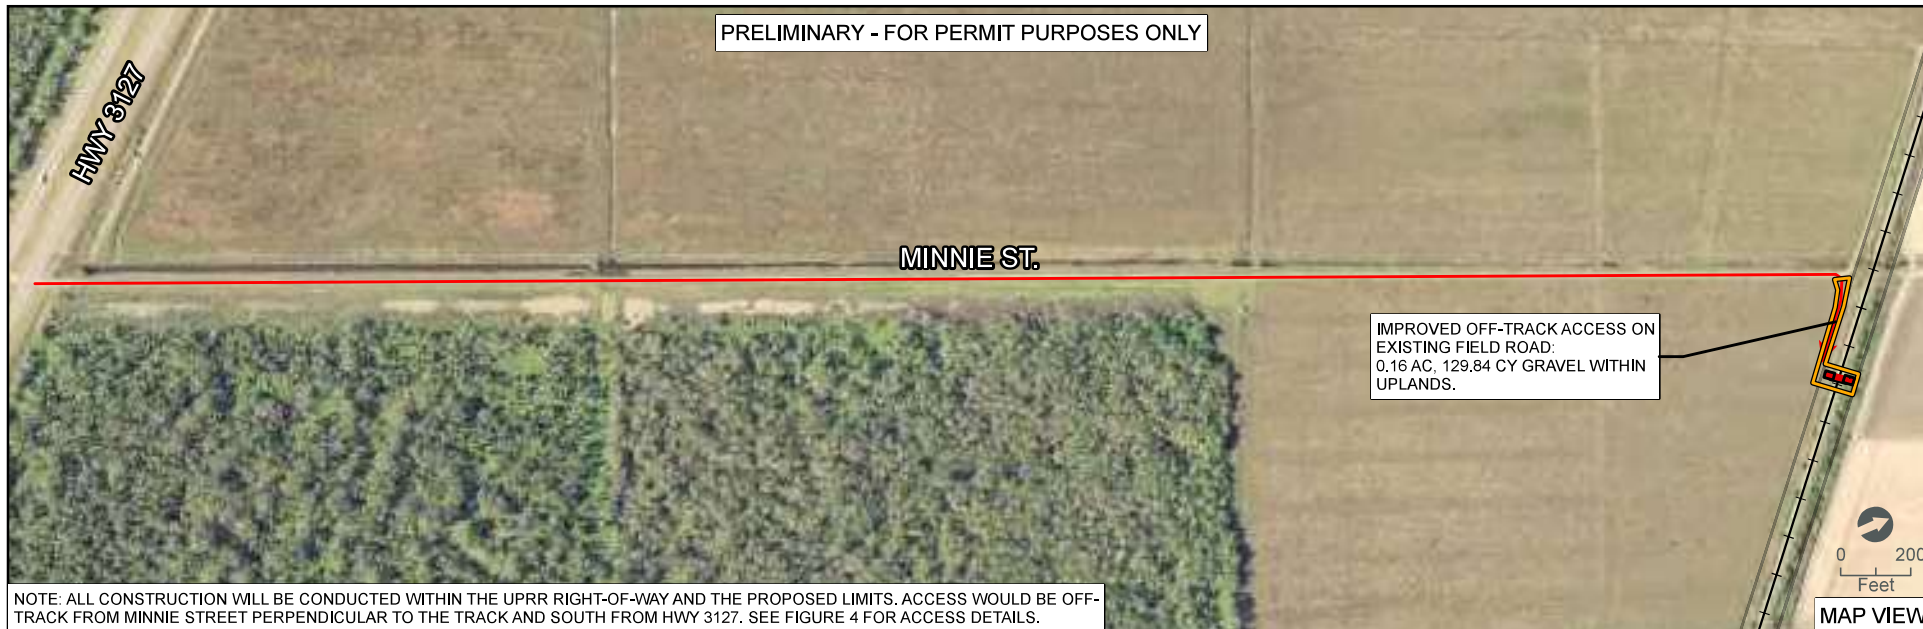 PRELIMINARY - FOR PERMIT PURPOSES ONLY
HWY 3127
MINNIE ST.
IMPROVED OFF-TRACK ACCESS ON
EXISTING FIELD ROAD:
0.16 AC, 129.84 CY GRAVEL WITHIN
UPLANDS.
0 200
Feet
NOTE: ALL CONSTRUCTION WILL BE CONDUCTED WITHIN THE UPRR RIGHT-OF-WAY AND THE PROPOSED LIMITS. ACCESS WOULD BE OFF-
TRACK FROM MINNIE STREET PERPENDICULAR TO THE TRACK AND SOUTH FROM HWY 3127. SEE FIGURE 4 FOR ACCESS DETAILS.
MAP VIEW